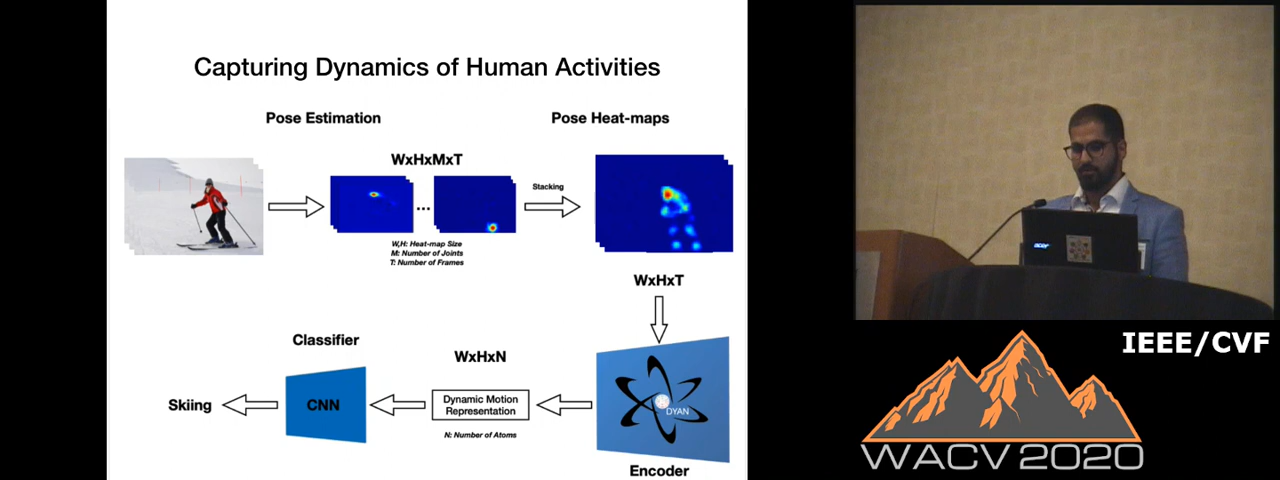 Capturing Dynamics of Human Activities
Pose Estimation
Pose Heat-maps
WxHxMxT
Stacking
...
W,H: Heat-map Size
M: Number of Joints
T: Number of Frames
WxHxT
Classifier
WxHxN
Skiing
CNN
Dynamic Motion
Representation
DYAN
N: Number of Atoms
Encoder
acer
IEEE/CVF
WACV 2020